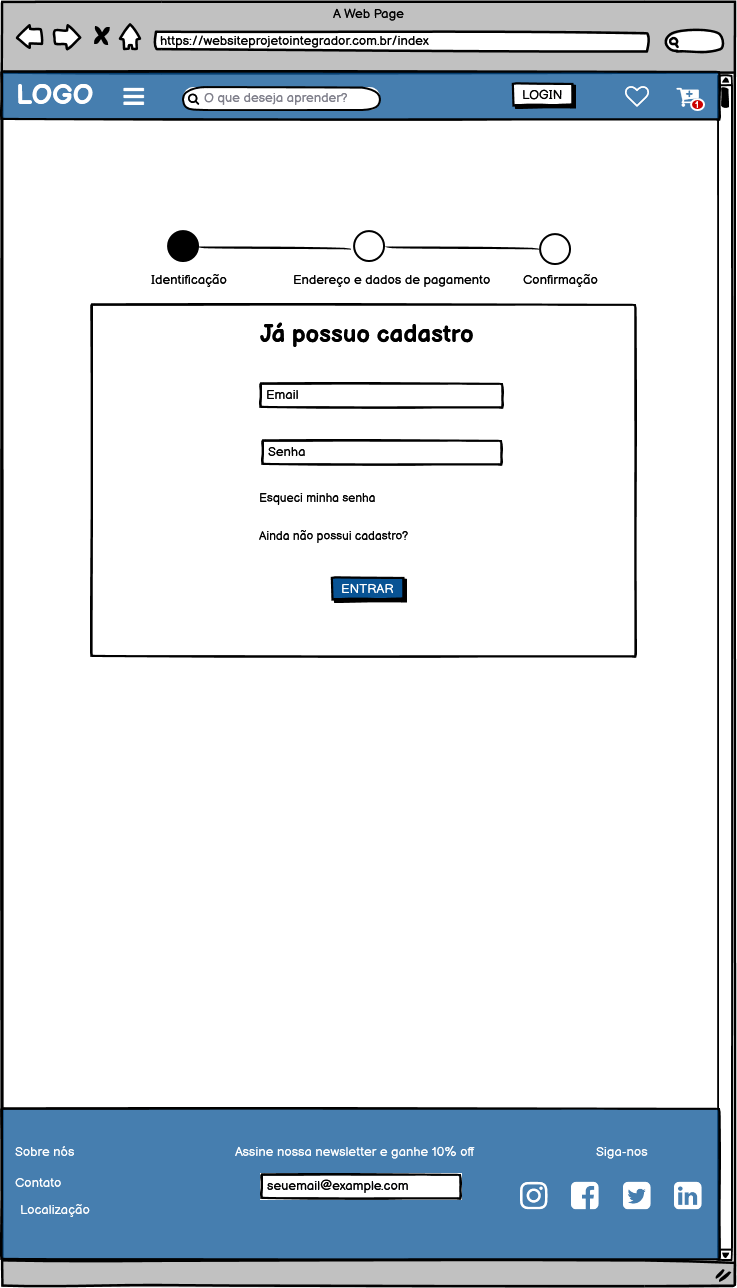 A Web Page
https://websiteprojetointegrador.com.br/index
LOGO
O que deseja aprender?
LOGIN
1
Identificação
Endereço e dados de pagamento
Confirmação
Já possuo cadastro
Email
Senha
Esqueci minha senha
Ainda não possui cadastro?
ENTRAR
Sobre nós
Assine nossa newsletter e ganhe 10% off
Siga-nos
Contato
seuemail@example.com
Localização